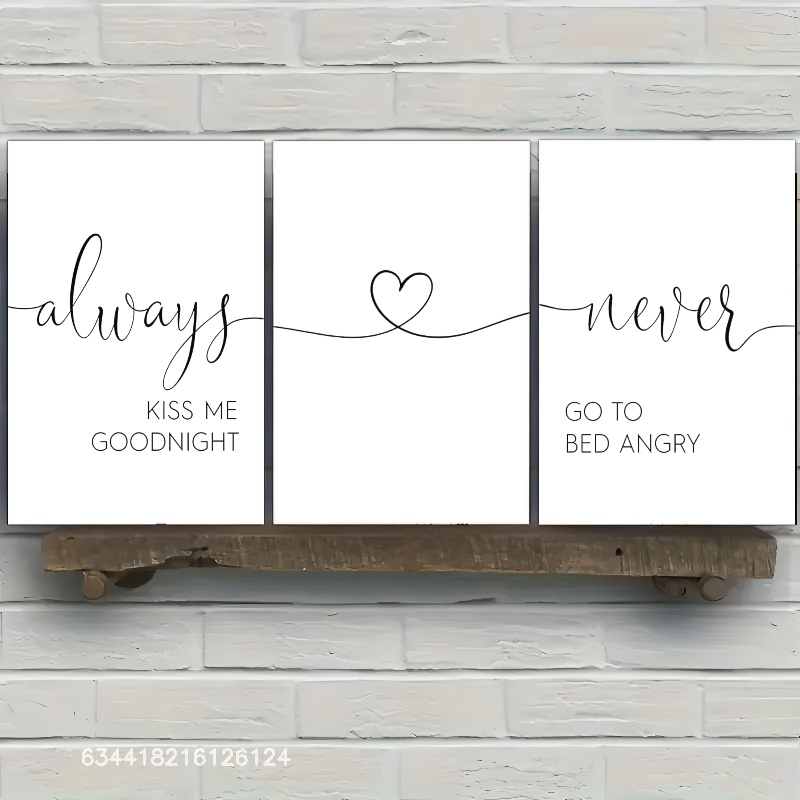 always
KISS ME
GOODNIGHT
never
GO TO
BED ANGRY
634418216126124